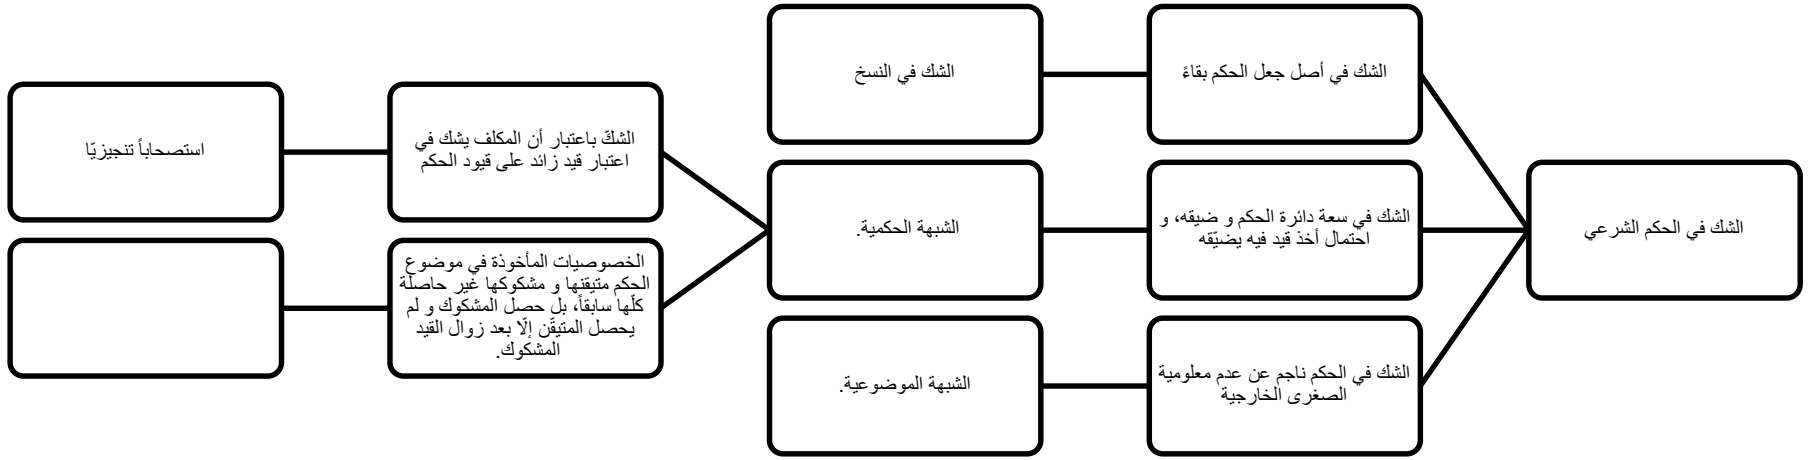 الشك في الحكم الشرعي
الشك في أصل جعل الحكم بقاءً
الشك في النسخ
الشك في سعة دائرة الحكم و ضيقه، و
احتمال أخذ قيد فيه يضيّقه
الشبهة الحكمية.
الشكّ باعتبار أن المكلف يشك في
اعتبار قيد زائد على قيود الحكم
استصحاباً تنجيزيّا
الخصوصيات المأخوذة في موضوع
الحكم متيقنها و مشكوكها غير حاصلة
كلّها سابقاً، بل حصل المشكوك و لم
يحصل المتيقّن إلّا بعد زوال القيد
المشكوك.
الشك في الحكم ناجم عن عدم معلومية
الصغرى الخارجية
الشبهة الموضوعية.